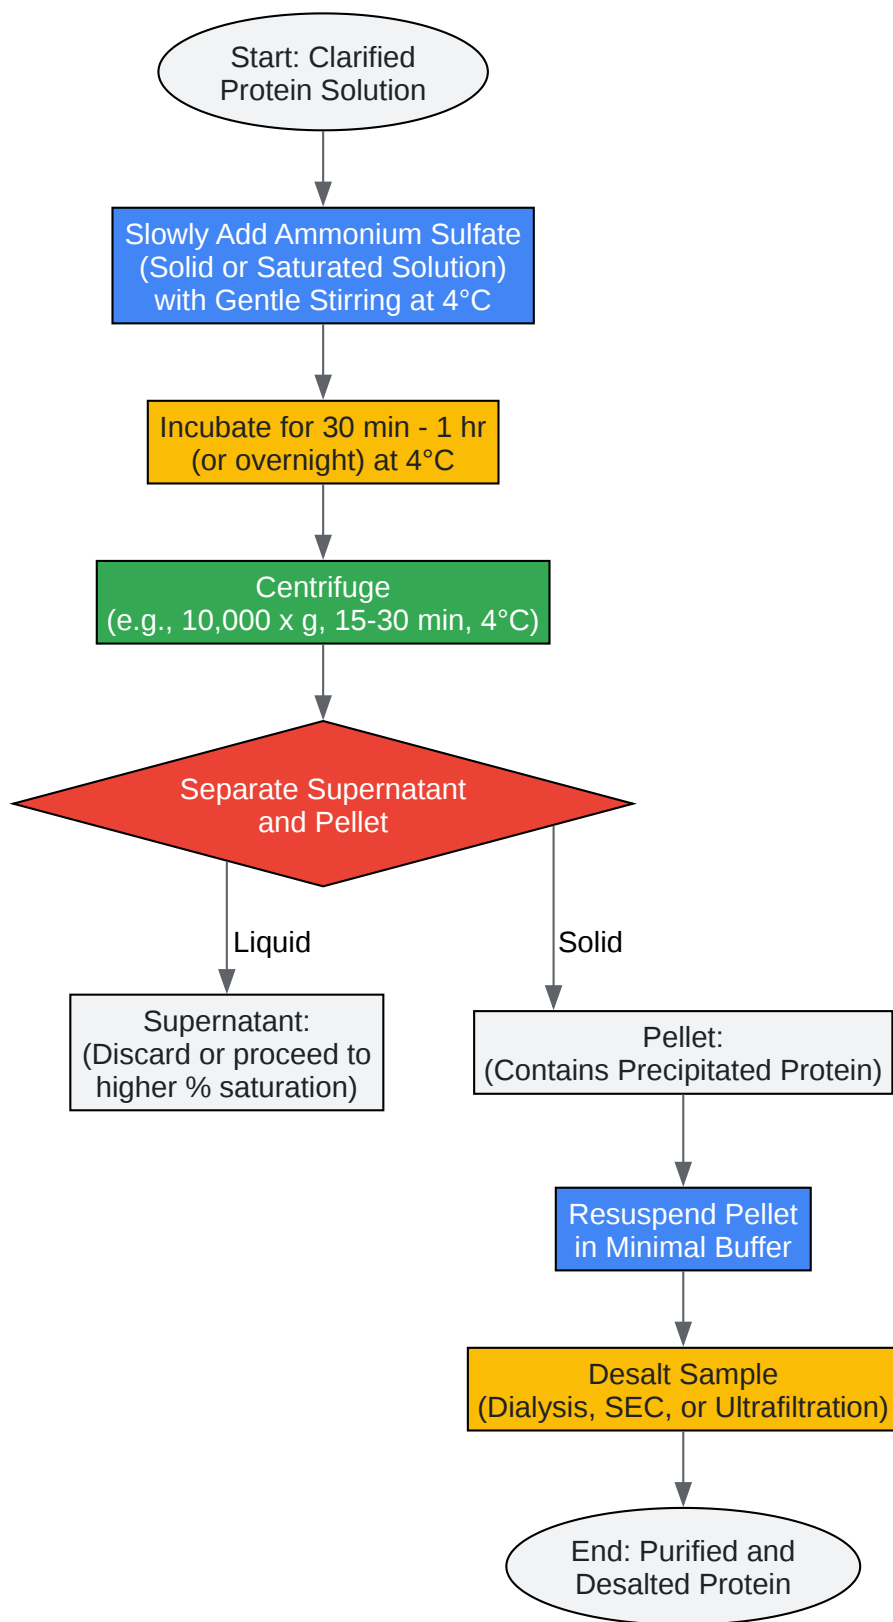 Start: Clarified
Protein Solution
Slowly Add Ammonium Sulfate
(Solid or Saturated Solution)
with Gentle Stirring at 4°C
Incubate for 30 min - 1 hr
(or overnight) at 4°C
Centrifuge
(e.g., 10,000 x g, 15-30 min, 4°C)
Separate Supernatant
and Pellet
Liquid
Solid
Supernatant:
(Discard or proceed to
higher % saturation)
Pellet:
(Contains Precipitated Protein)
Resuspend Pellet
in Minimal Buffer
Desalt Sample
(Dialysis, SEC, or Ultrafiltration)
End: Purified and
Desalted Protein